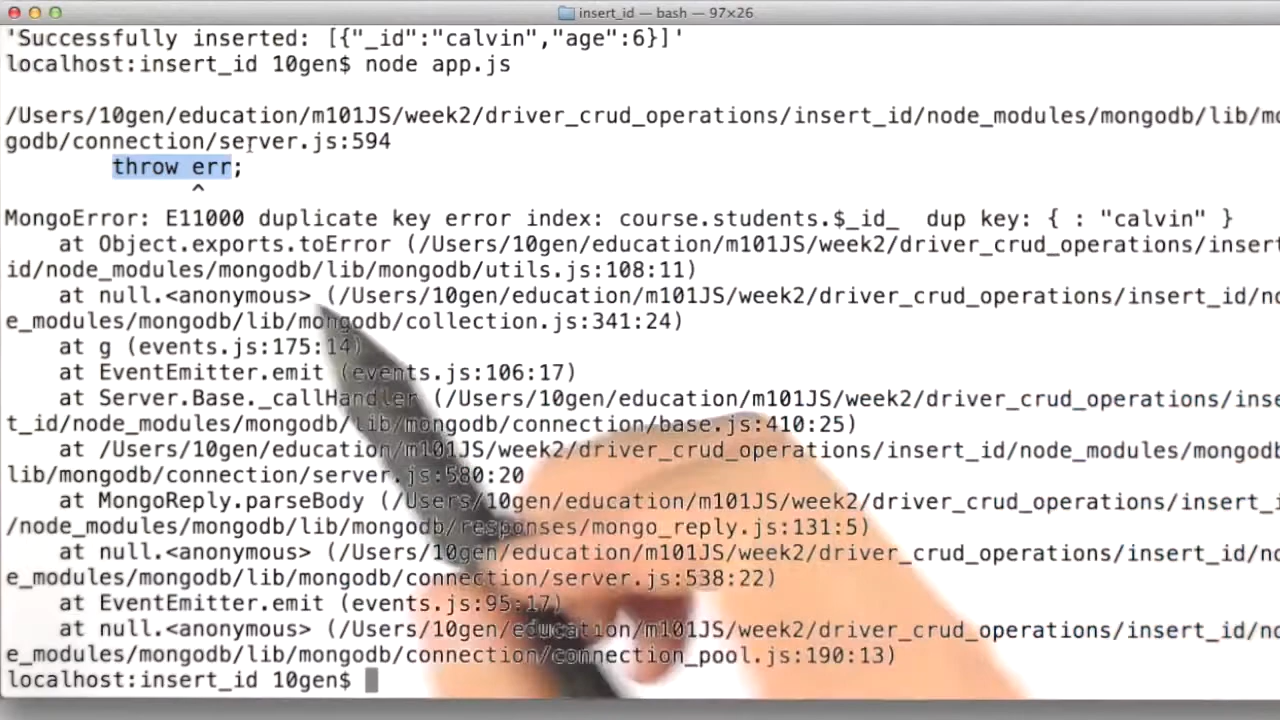 insert_id — bash — 97×26
'Successfully inserted: [{"_id":"calvin","age":6}]'
localhost:insert_id 10gen$ node app.js
/Users/10gen/education/m101JS/week2/driver_crud_operations/insert_id/node_modules/mongodb/lib/mo
godb/connection/server.js:594
throw err;
^
MongoError: E11000 duplicate key error index: course.students.$_id_  dup key: { : "calvin" }
at Object.exports.toError (/Users/10gen/education/m101JS/week2/driver_crud_operations/insert
id/node_modules/mongodb/lib/mongodb/utils.js:108:11)
at null.<anonymous> (/Users/10gen/education/m101JS/week2/driver_crud_operations/insert_id/no
e_modules/mongodb/lib/mongodb/collection.js:341:24)
at g (events.js:175:14)
at EventEmitter.emit (events.js:106:17)
at Server.Base._callHandler (/Users/10gen/education/m101JS/week2/driver_crud_operations/inse
t_id/node_modules/mongodb/lib/mongodb/connection/base.js:410:25)
at /Users/10gen/education/m101JS/week2/driver_crud_operations/insert_id/node_modules/mongodb
lib/mongodb/connection/server.js:580:20
at MongoReply.parseBody (/Users/10gen/education/m101JS/week2/driver_crud_operations/insert_i
/node_modules/mongodb/lib/mongodb/responses/mongo_reply.js:131:5)
at null.<anonymous> (/Users/10gen/education/m101JS/week2/driver_crud_operations/insert_id/no
e_modules/mongodb/lib/mongodb/connection/server.js:538:22)
at EventEmitter.emit (events.js:95:17)
at null.<anonymous> (/Users/10gen/education/m101JS/week2/driver_crud_operations/insert_id/no
e_modules/mongodb/lib/mongodb/connection/connection_pool.js:190:13)
localhost:insert_id 10gen$